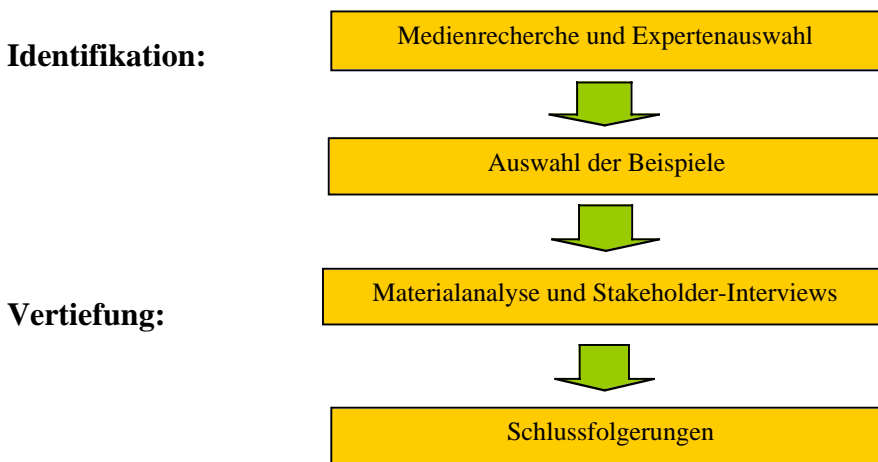 Identifikation:
Medienrecherche und Expertenauswahl
Auswahl der Beispiele
Vertiefung:
Materialanalyse und Stakeholder-Interviews
Schlussfolgerungen